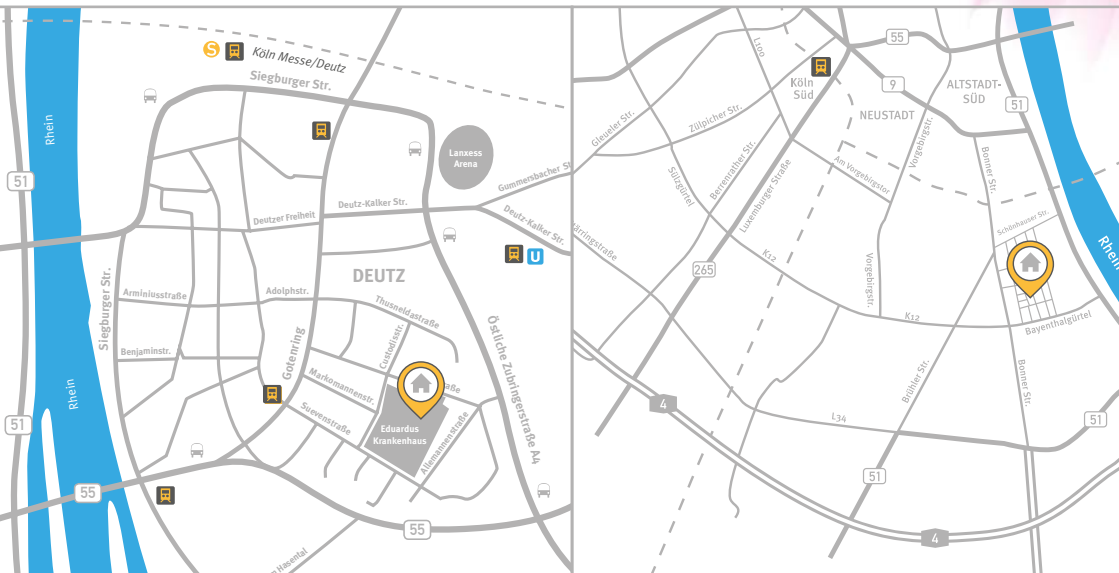 S
Köln Messe/Deutz
Siegburger Str.
Rhein
Lanxess
Arena
51
Gummersbacher
Deutz-Kalker Str.
Deutzer Freiheit
Deutz-Kalker Str.
U
DEUTZ
Siegburger Str.
Arminiusstraße
Adolphstr.
Thusneldastraße
Östliche Zubringerstraße A4
Custodisstr.
Gotenring
Benjaminstr.
Markomannenstr.
Rhein
Suevenstraße
Eduardus
Krankenhaus
Allemannenstraße
51
55
55
Hasental
L100
55
Köln
Süd
9
ALTSTADT-
SÜD
51
NEUSTADT
Gleueler Str.
Zülpicher Str.
Vorgebirgstr.
Berrenrather Str.
Am Vorgebirgstor
Bonner Str.
Sülzgürtel
Luxemburger Straße
Schönhauser Str.
K12
Rhein
265
Vorgebirgstr.
K12
Bayenthalgürtel
Brühler Str.
Bonner Str.
4
L34
51
51
4